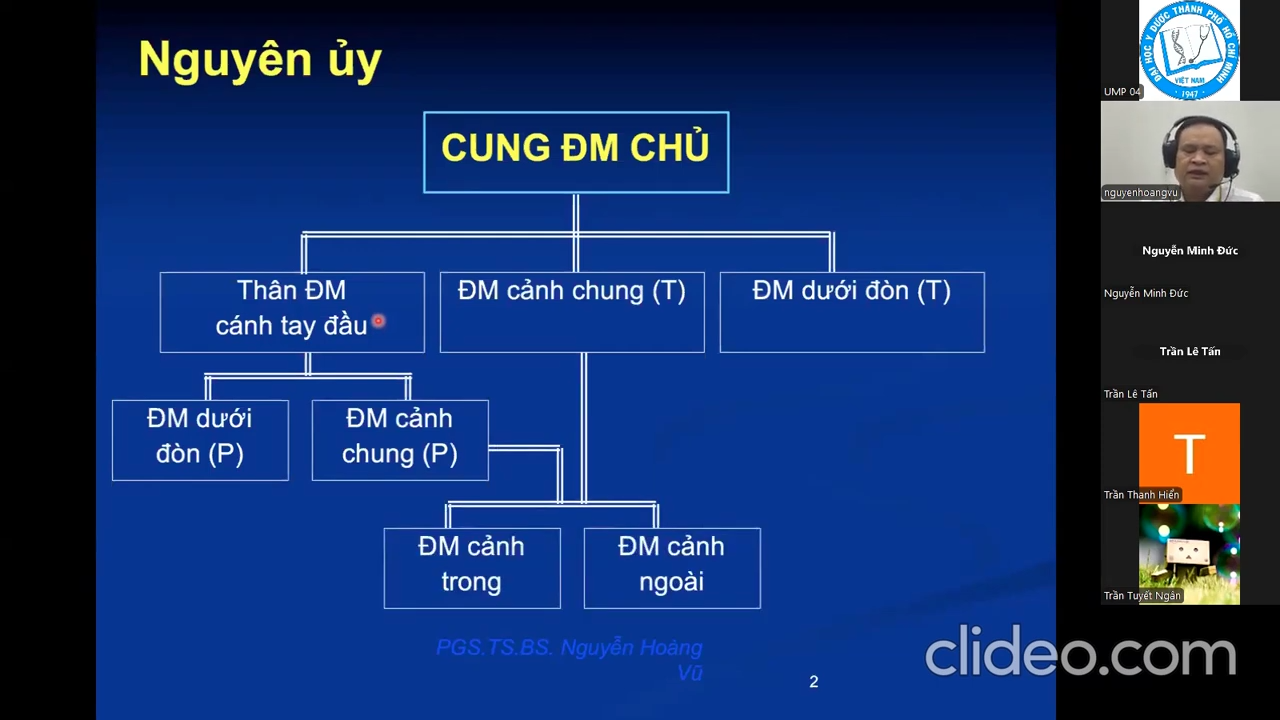 Nguyên ủy
CUNG ĐM CHỦ
Thân ĐM
cánh tay đầu
ĐM cảnh chung (T)
ĐM dưới đòn (T)
ĐM dưới
đòn (P)
ĐM cảnh
chung (P)
ĐM cảnh
trong
ĐM cảnh
ngoài
PGS.TS.BS. Nguyễn Hoàng
Vũ
2
clideo.com
ĐẠI HỌC Y DƯỢC THÀNH PHỐ HỒ CHÍ MINH
VIỆT NAM
1947
UMP 04
nguyenhoangvu
Nguyễn Minh Đức
Nguyễn Minh Đức
Trần Lê Tấn
Trần Lê Tấn
T
Trần Thanh Hiển
Trần Tuyết Ngân